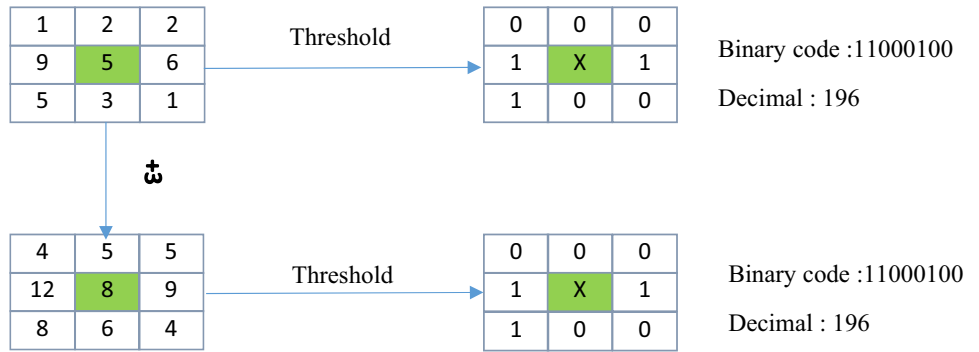 1 2 2
9 5 6
5 3 1
Threshold
0 0 0
1 X 1
1 0 0
Binary code :11000100
Decimal : 196
+3
4 5 5
12 8 9
8 6 4
Threshold
0 0 0
1 X 1
1 0 0
Binary code :11000100
Decimal : 196